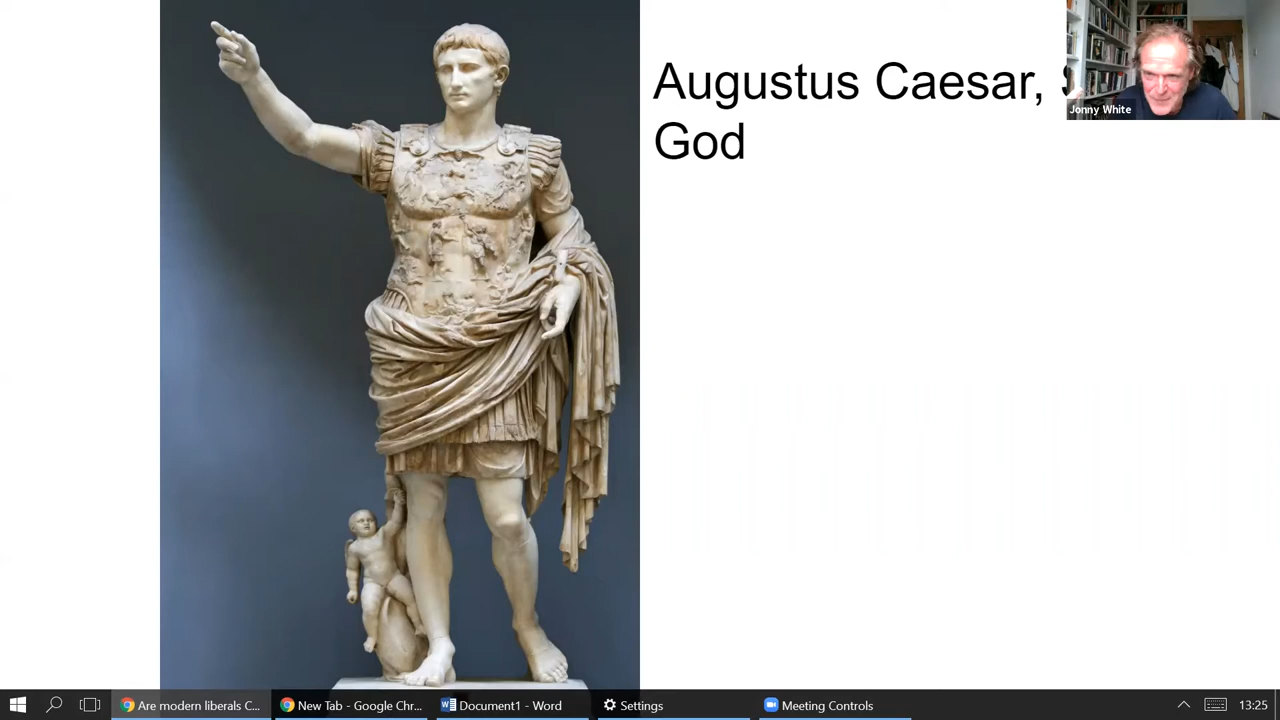 Augustus Caesar,
God
Jonny White
Are modern liberals C...
New Tab - Google Chr...
Document1 - Word
Settings
Meeting Controls
13:25